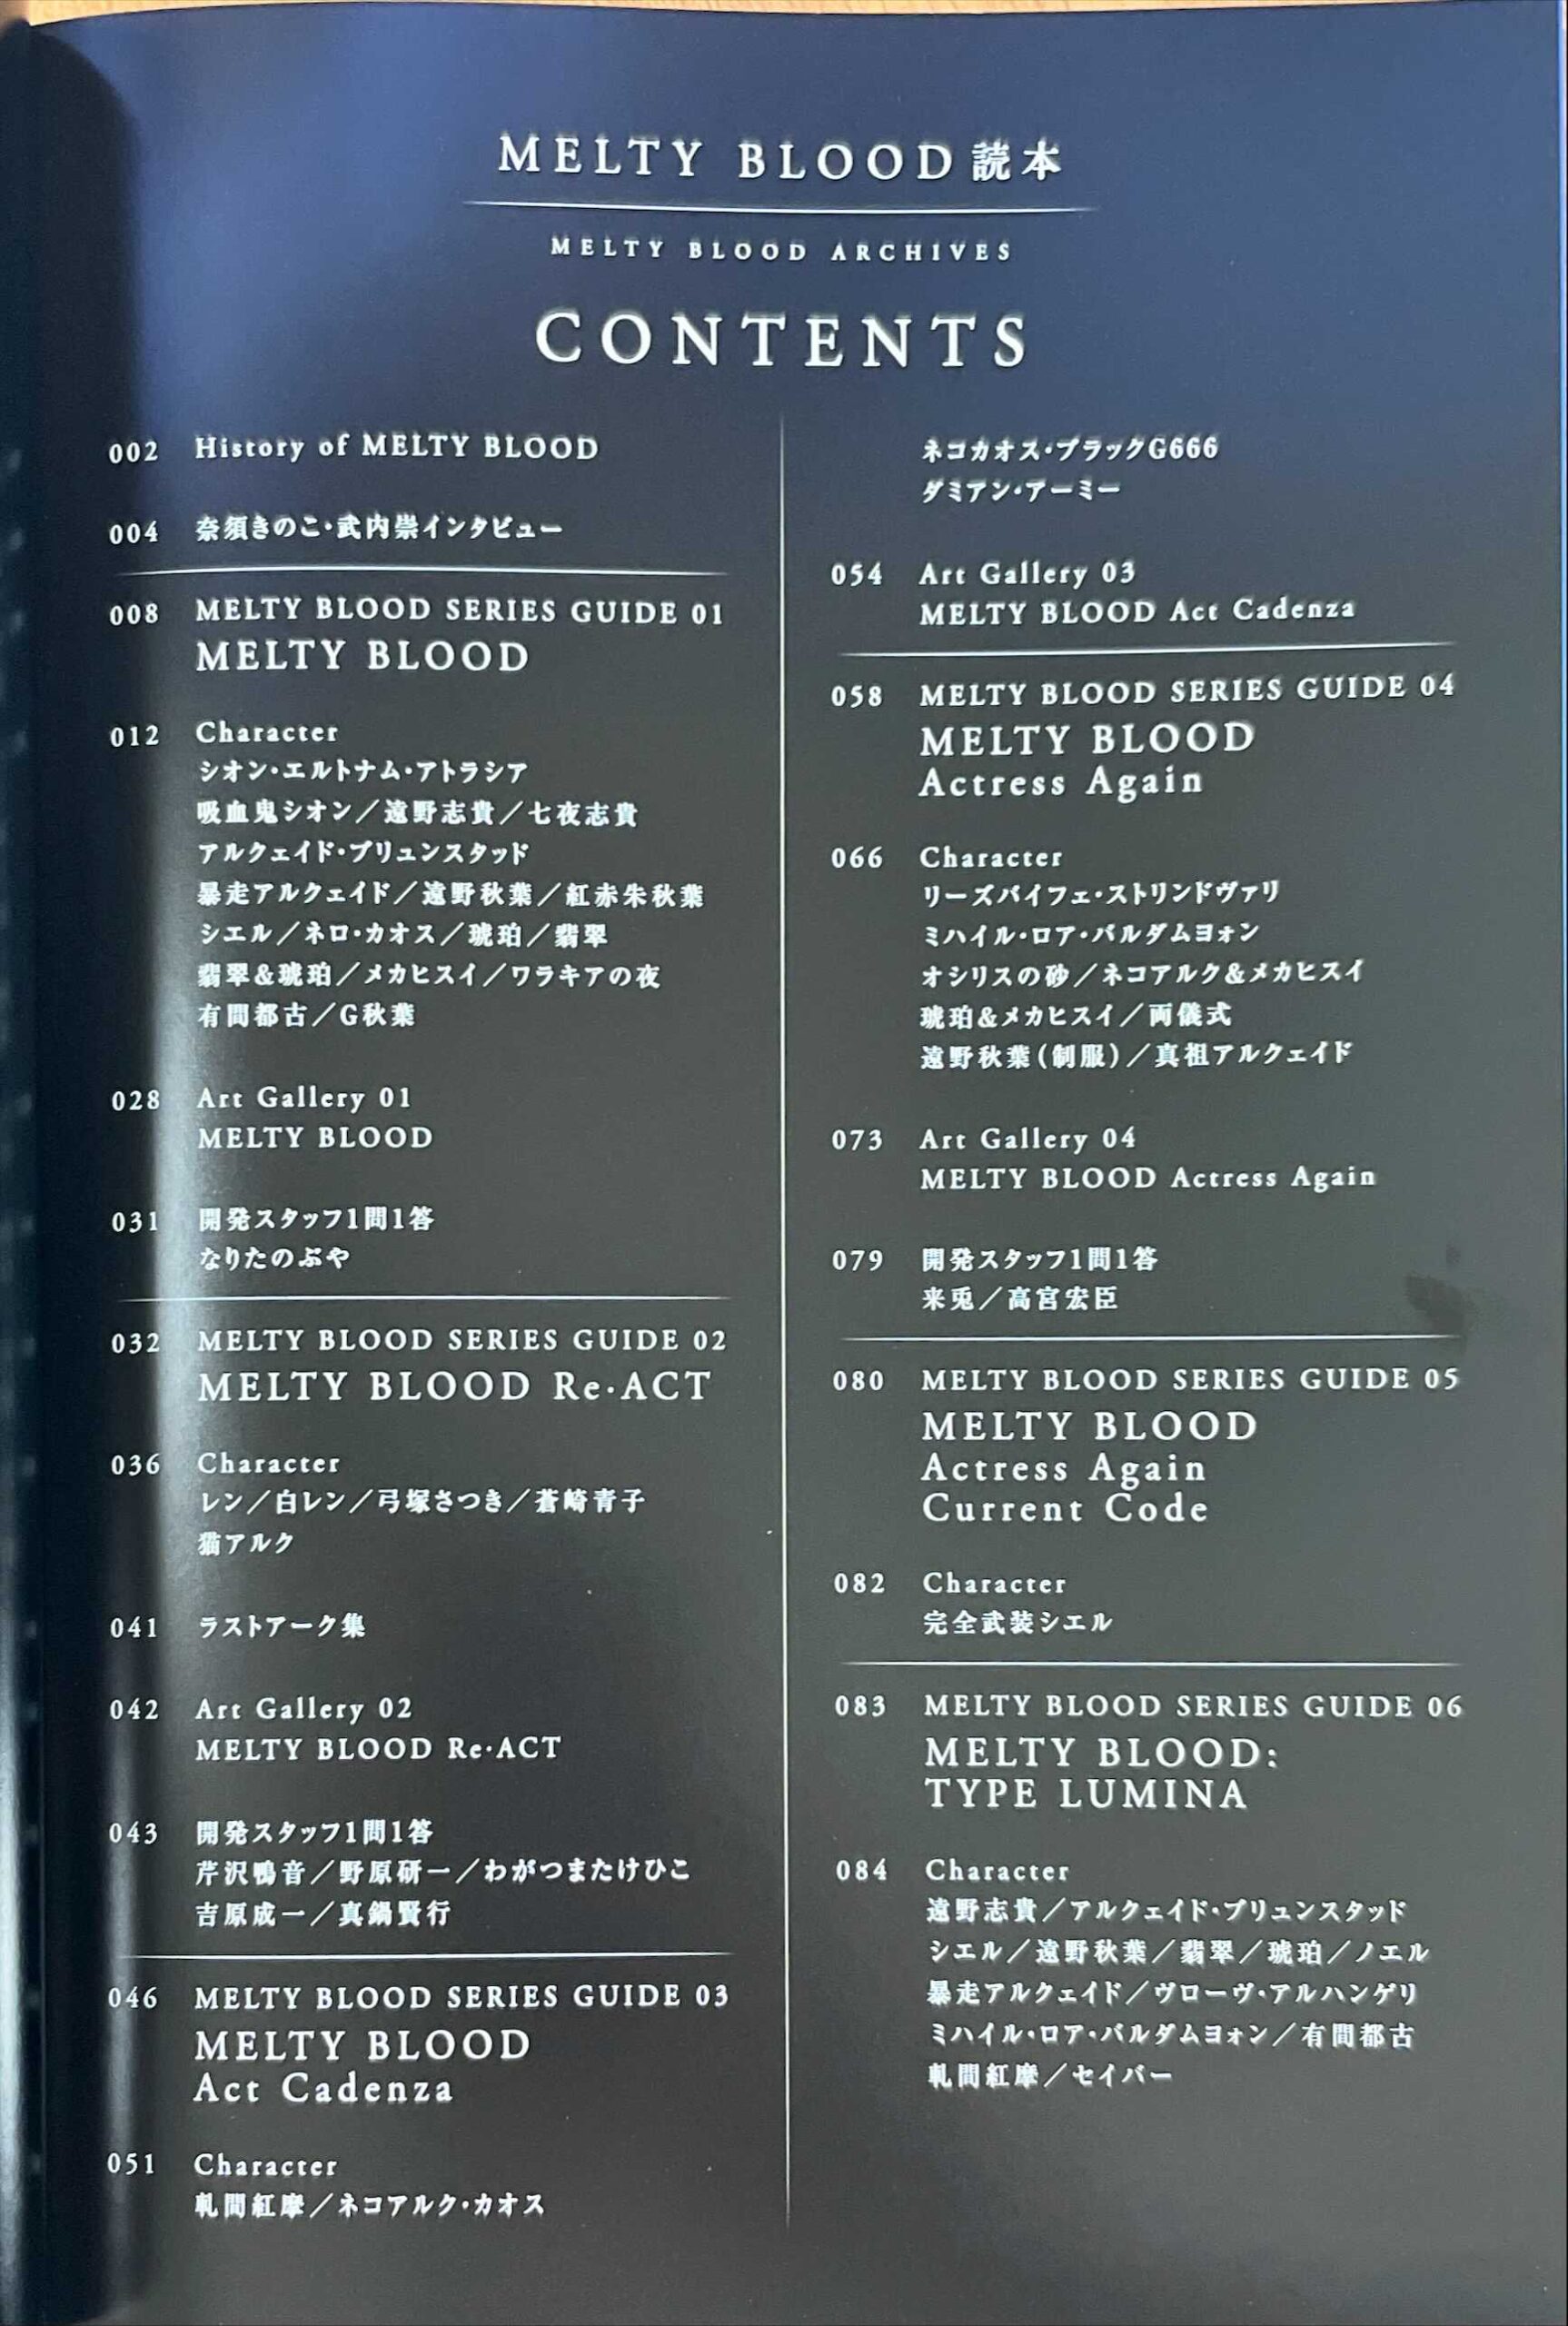 MELTY BLOOD読本
MELTY BLOOD ARCHIVES
CONTENTS
002 History of MELTY BLOOD
004 奈須きのこ・武内崇インタビュー
008 MELTY BLOOD SERIES GUIDE 01
MELTY BLOOD
012 Character
シオン・エルトナム・アトラシア
吸血鬼シオン／遠野志貴／七夜志貴
アルクェイド・ブリュンスタッド
暴走アルクェイド／遠野秋葉／紅赤朱秋葉
シエル／ネロ・カオス／琥珀／翡翠
翡翠&琥珀／メカヒスイ／ワラキアの夜
有間都古／G秋葉
028 Art Gallery 01
MELTY BLOOD
031 開発スタッフ1問1答
なりたのぶや
032 MELTY BLOOD SERIES GUIDE 02
MELTY BLOOD Re・ACT
036 Character
レン／白レン／弓塚さつき／蒼崎青子
猫アルク
041 ラストアーク集
042 Art Gallery 02
MELTY BLOOD Re・ACT
043 開発スタッフ1問1答
芹沢鴨音／野原研一／わがつまたけひこ
吉原成一／真鍋賢行
046 MELTY BLOOD SERIES GUIDE 03
MELTY BLOOD
Act Cadenza
051 Character
軋間紅摩／ネコアルク・カオス
ネコカオス・ブラックG666
ダミアン・アーミー
054 Art Gallery 03
MELTY BLOOD Act Cadenza
058 MELTY BLOOD SERIES GUIDE 04
MELTY BLOOD
Actress Again
066 Character
リーズバイフェ・ストリンドヴァリ
ミハイル・ロア・バルダムヨォン
オシリスの砂／ネコアルク&メカヒスイ
琥珀&メカヒスイ／両儀式
遠野秋葉(制服)／真祖アルクェイド
073 Art Gallery 04
MELTY BLOOD Actress Again
079 開発スタッフ1問1答
来兎／高宮宏臣
080 MELTY BLOOD SERIES GUIDE 05
MELTY BLOOD
Actress Again
Current Code
082 Character
完全武装シエル
083 MELTY BLOOD SERIES GUIDE 06
MELTY BLOOD:
TYPE LUMINA
084 Character
遠野志貴／アルクェイド・ブリュンスタッド
シエル／遠野秋葉／翡翠／琥珀／ノエル
暴走アルクェイド／ヴローヴ・アルハンゲリ
ミハイル・ロア・バルダムヨォン／有間都古
軋間紅摩／セイバー